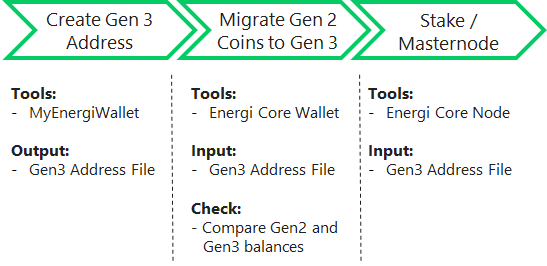 Create Gen 3
Address
Migrate Gen 2
Coins to Gen 3
Stake /
Masternode
Tools:
- MyEnergiWallet
Output:
- Gen3 Address File
Tools:
- Energi Core Wallet
Input:
- Gen3 Address File
Check:
- Compare Gen2 and
Gen3 balances
Tools:
- Energi Core Node
Input:
- Gen3 Address File